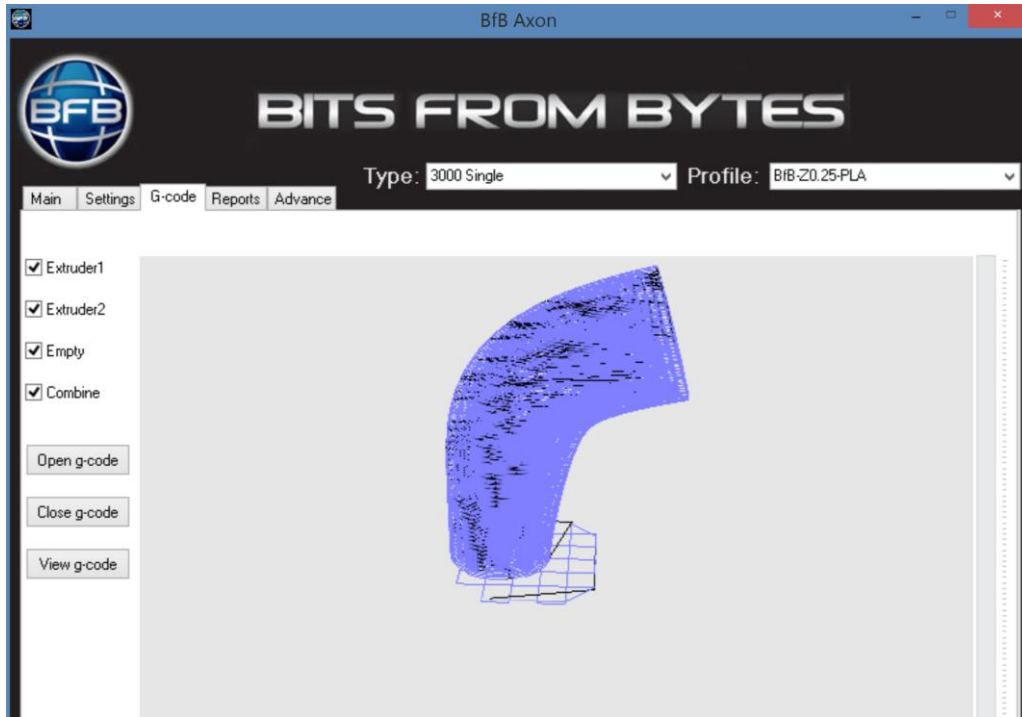 BfB Axon
BFB
BITS FROM BYTES
Type: 3000 Single Profile: BfB-Z0.25-PLA
Main Settings G-code Reports Advance
Extruder1
Extruder2
Empty
Combine
Open g-code
Close g-code
View g-code